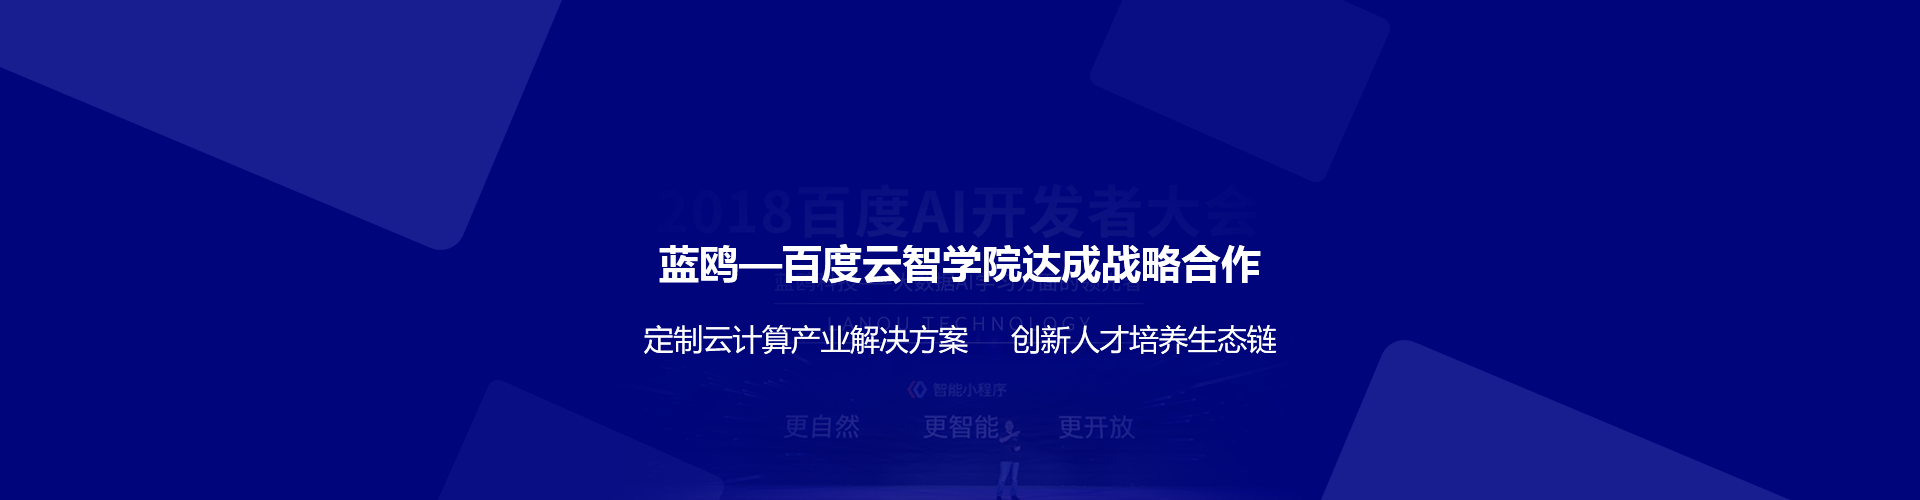 2018百度AI开发者大会
蓝鸥—百度云智学院达成战略合作
LANOU TECHNOLOGY
定制云计算产业解决方案 创新人才培养生态链
智能小程序
更自然 更智能 更开放